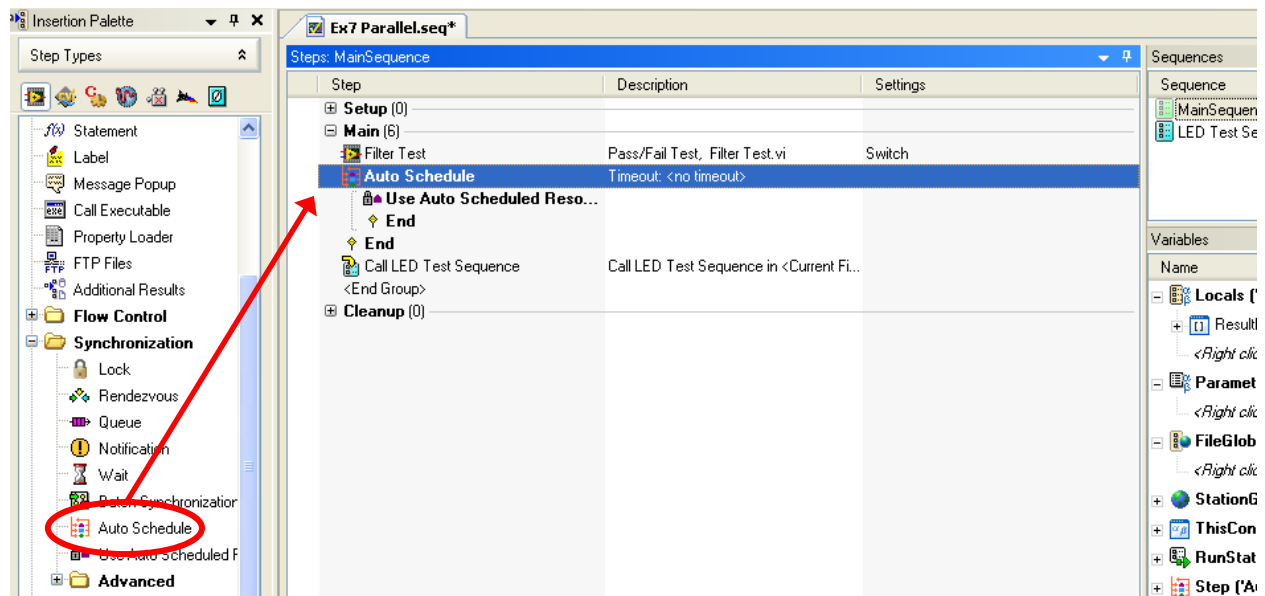 Insertion Palette
Step Types
f(x) Statement
Label
Message Popup
exe Call Executable
Property Loader
FTP FTP Files
Additional Results
Flow Control
Synchronization
Lock
Rendezvous
Queue
Notification
Wait
Batch Synchronization
Auto Schedule
Use Auto Scheduled R
Advanced
Ex7 Parallel.seq*
Steps: MainSequence
Step Description Settings
Setup (0)
Main (6)
Filter Test Pass/Fail Test, Filter Test.vi Switch
Auto Schedule Timeout: <no timeout>
Use Auto Scheduled Reso...
End
End
Call LED Test Sequence Call LED Test Sequence in <Current Fi...
<End Group>
Cleanup (0)
Sequences
Sequence
MainSequen
LED Test Se
Variables
Name
Locals ('
Result
<Right clic
Paramet
<Right clic
FileGlob
<Right clic
StationG
ThisCon
RunStat
Step ('Au